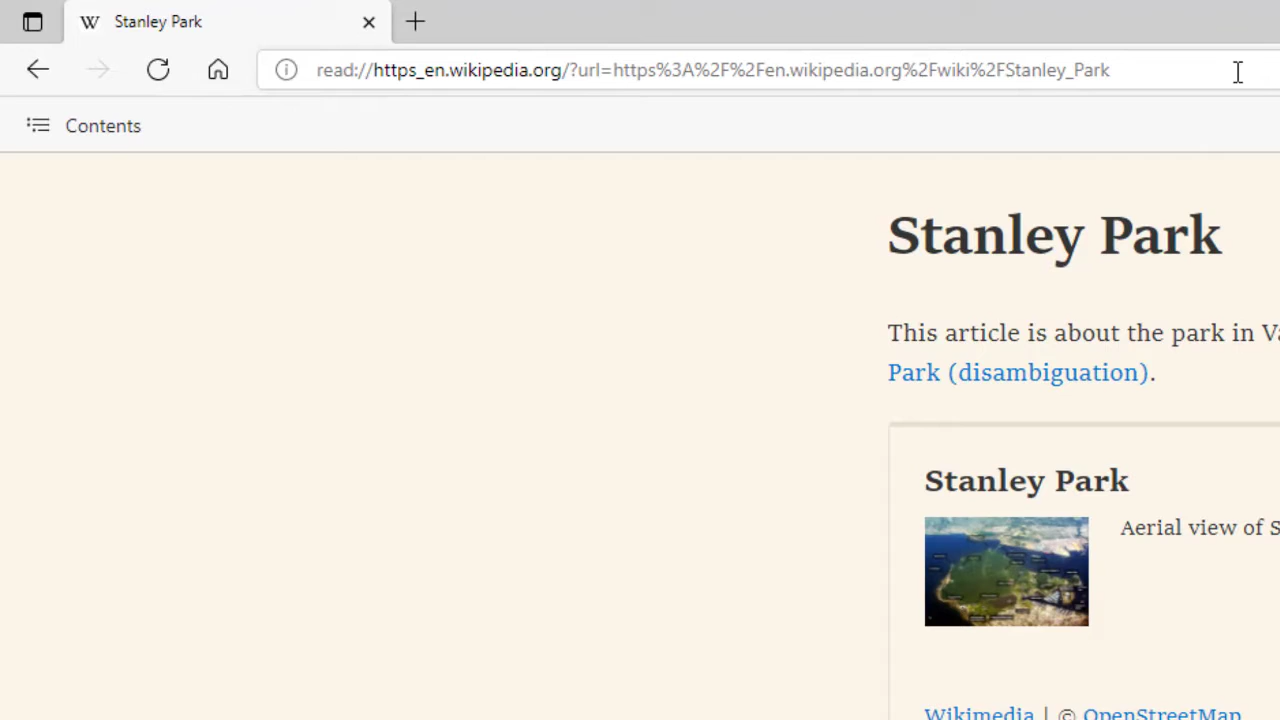 Stanley Park
read://https_en.wikipedia.org/?url=https%3A%2F%2Fen.wikipedia.org%2Fwiki%2FStanley_Park
Contents
Stanley Park
This article is about the park in
Park (disambiguation).
Stanley Park
Aerial view of
Wikimedia | © OpenStreetMap